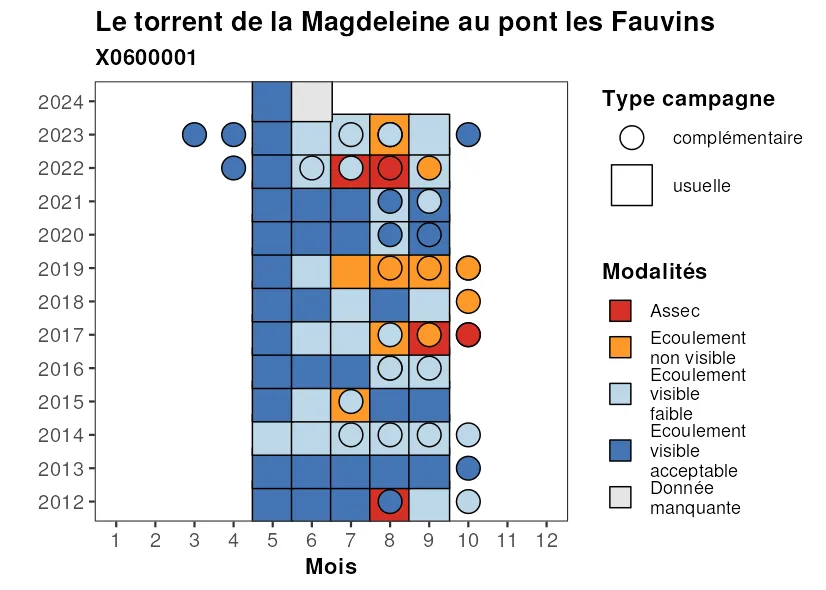 Le torrent de la Magdeleine au pont les Fauvins
X0600001
2024
2023
2022
2021
2020
2019
2018
2017
2016
2015
2014
2013
2012
1 2 3 4 5 6 7 8 9 10 11 12
Mois
Type campagne
complémentaire
usuelle
Modalités
Assec
Ecoulement
non visible
Ecoulement
visible
faible
Ecoulement
visible
acceptable
Donnée
manquante